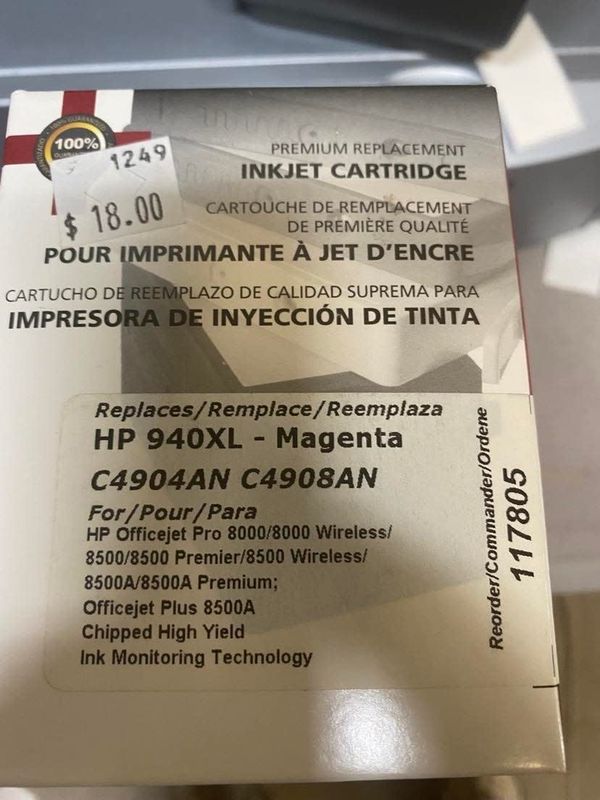 100%
1249
$ 18.00
PREMIUM REPLACEMENT
INKJET CARTRIDGE
CARTOUCHE DE REMPLACEMENT
DE PREMIÈRE QUALITÉ
POUR IMPRIMANTE À JET D'ENCRE
CARTUCHO DE REEMPLAZO DE CALIDAD SUPREMA PARA
IMPRESORA DE INYECCIÓN DE TINTA
Replaces/Remplace/Reemplaza
HP 940XL - Magenta
C4904AN C4908AN
For/Pour/Para
HP Officejet Pro 8000/8000 Wireless/
8500/8500 Premier/8500 Wireless/
8500A/8500A Premium;
Officejet Plus 8500A
Chipped High Yield
Ink Monitoring Technology
Reorder/Commander/Ordene
117805